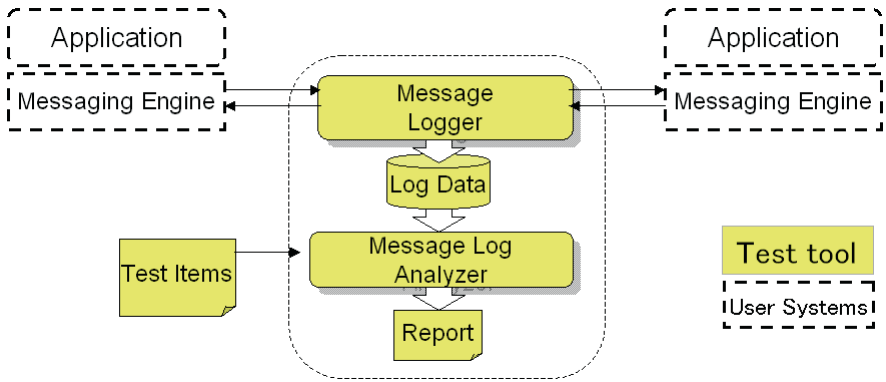 Application
Messaging Engine
Message
Logger
Application
Messaging Engine
Log Data
Test Items
Message Log
Analyzer
Report
Test tool
User Systems